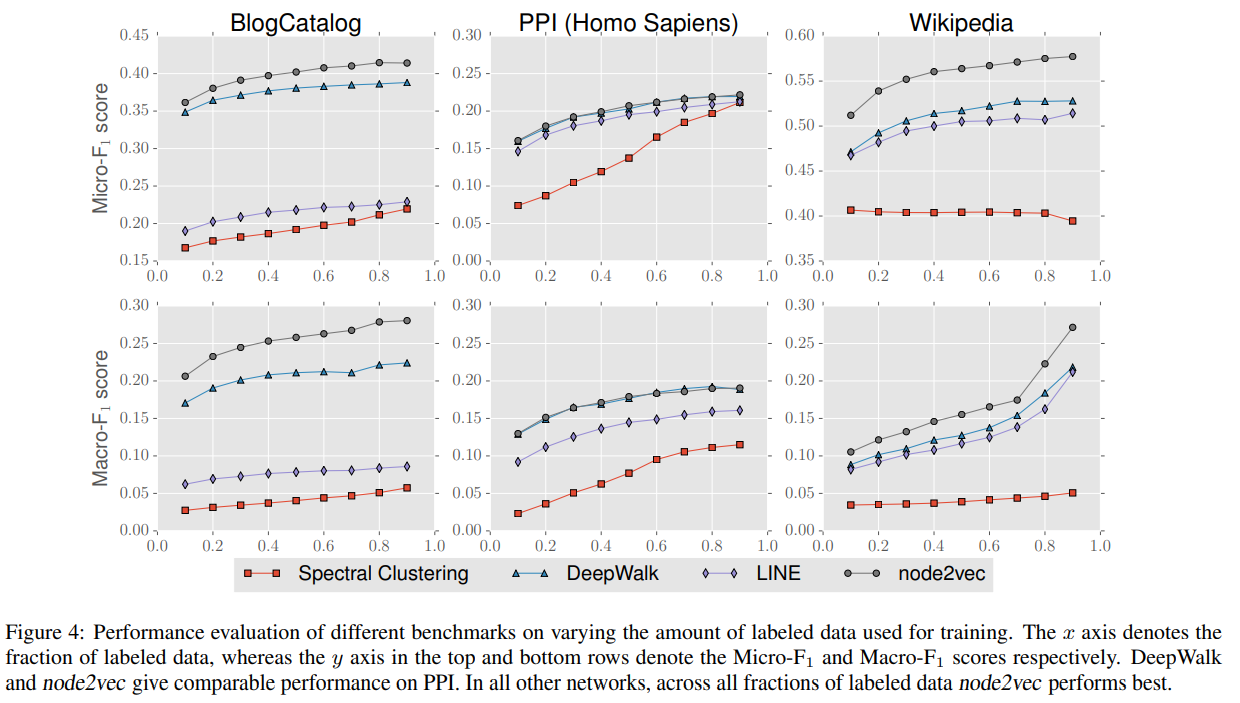 BlogCatalog PPI (Homo Sapiens) Wikipedia
0.45 0.30 0.60
0.40 0.25 0.55
0.35 0.20 0.50
0.30 0.15 0.45
0.25 0.10 0.40
0.20 0.05 0.35
0.15 0.00
Micro-F1 score
0.0 0.2 0.4 0.6 0.8 1.0 0.0 0.2 0.4 0.6 0.8 1.0 0.0 0.2 0.4 0.6 0.8 1.0
0.30 0.30 0.30
0.25 0.25 0.25
0.20 0.20 0.20
0.15 0.15 0.15
0.10 0.10 0.10
0.05 0.05 0.05
0.00 0.00 0.00
Macro-F1 score
0.0 0.2 0.4 0.6 0.8 1.0 0.0 0.2 0.4 0.6 0.8 1.0 0.0 0.2 0.4 0.6 0.8 1.0
Spectral Clustering DeepWalk LINE node2vec
Figure 4: Performance evaluation of different benchmarks on varying the amount of labeled data used for training. The x axis denotes the
fraction of labeled data, whereas the y axis in the top and bottom rows denote the Micro-F1 and Macro-F1 scores respectively. DeepWalk
and node2vec give comparable performance on PPI. In all other networks, across all fractions of labeled data node2vec performs best.